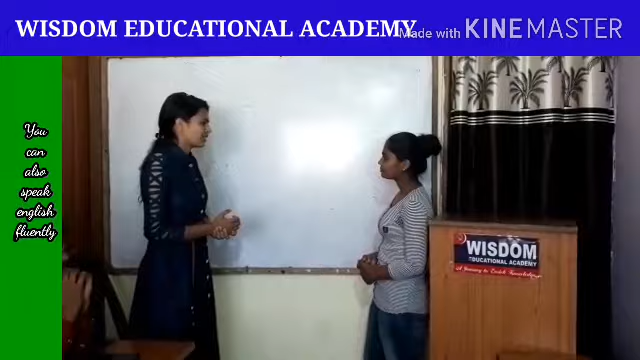 WISDOM EDUCATIONAL ACADEMY
Made with KINEMASTER
You
can
also
speak
english
fluently
WISDOM
EDUCATIONAL ACADEMY